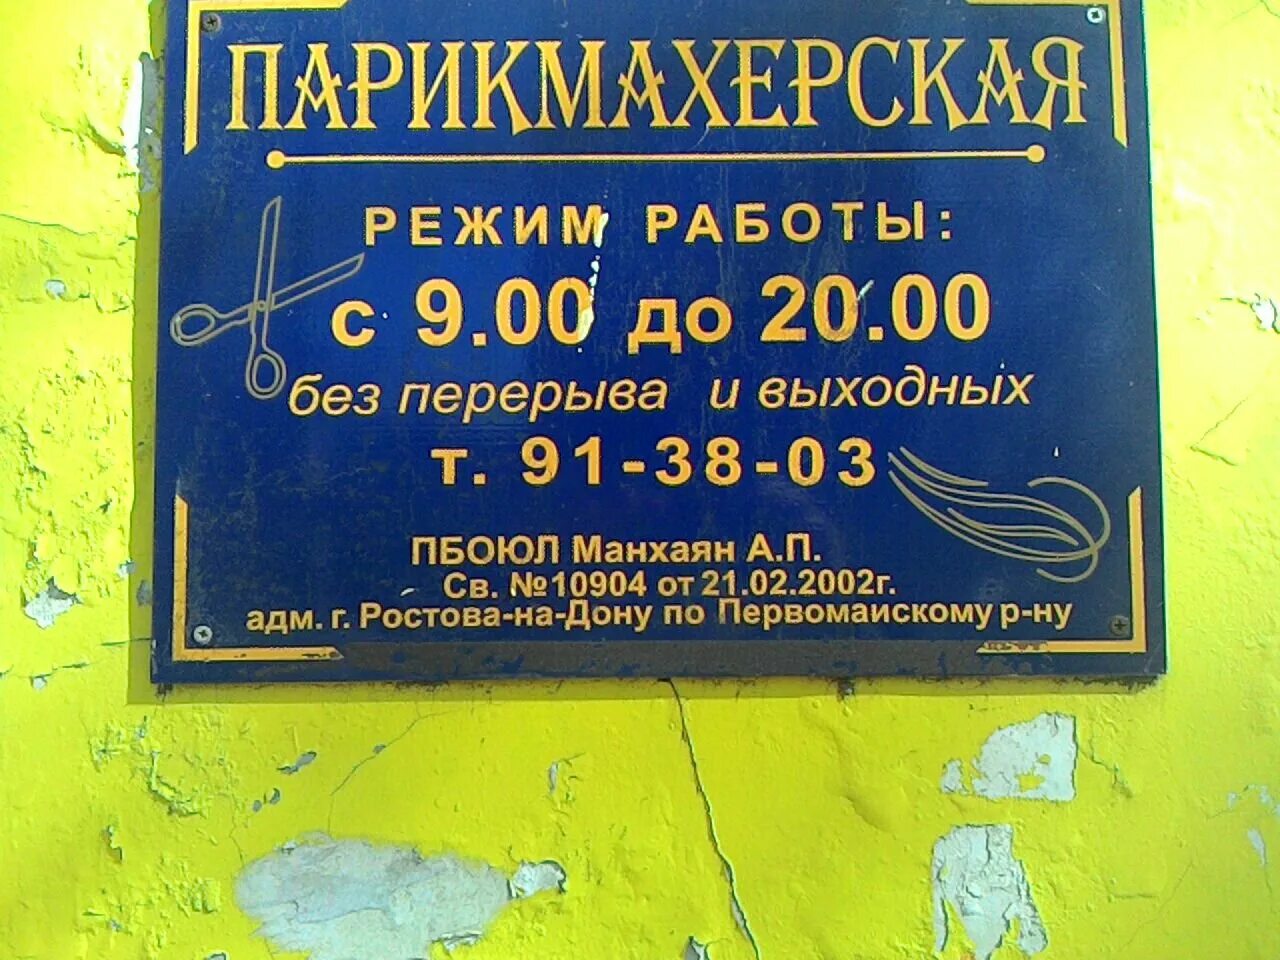 ПАРИКМАХЕРСКАЯ
РЕЖИМ РАБОТЫ:
с 9.00 до 20.00
без перерыва и выходных
т. 91-38-03
ПБОЮЛ Манхаян А.П.
Св. №10904 от 21.02.2002г.
адм. г. Ростова-на-Дону по Первомаискому р-ну